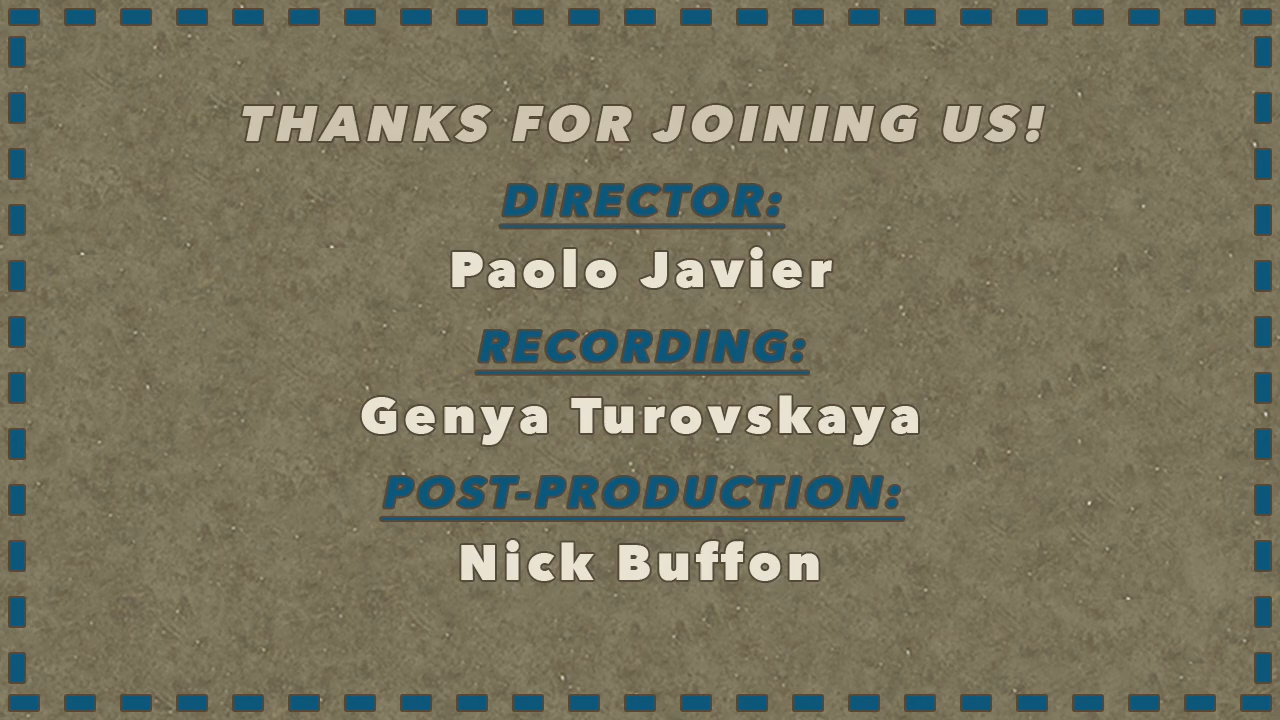 THANKS FOR JOINING US!
DIRECTOR:
Paolo Javier
RECORDING:
Genya Turovskaya
POST-PRODUCTION:
Nick Buffon